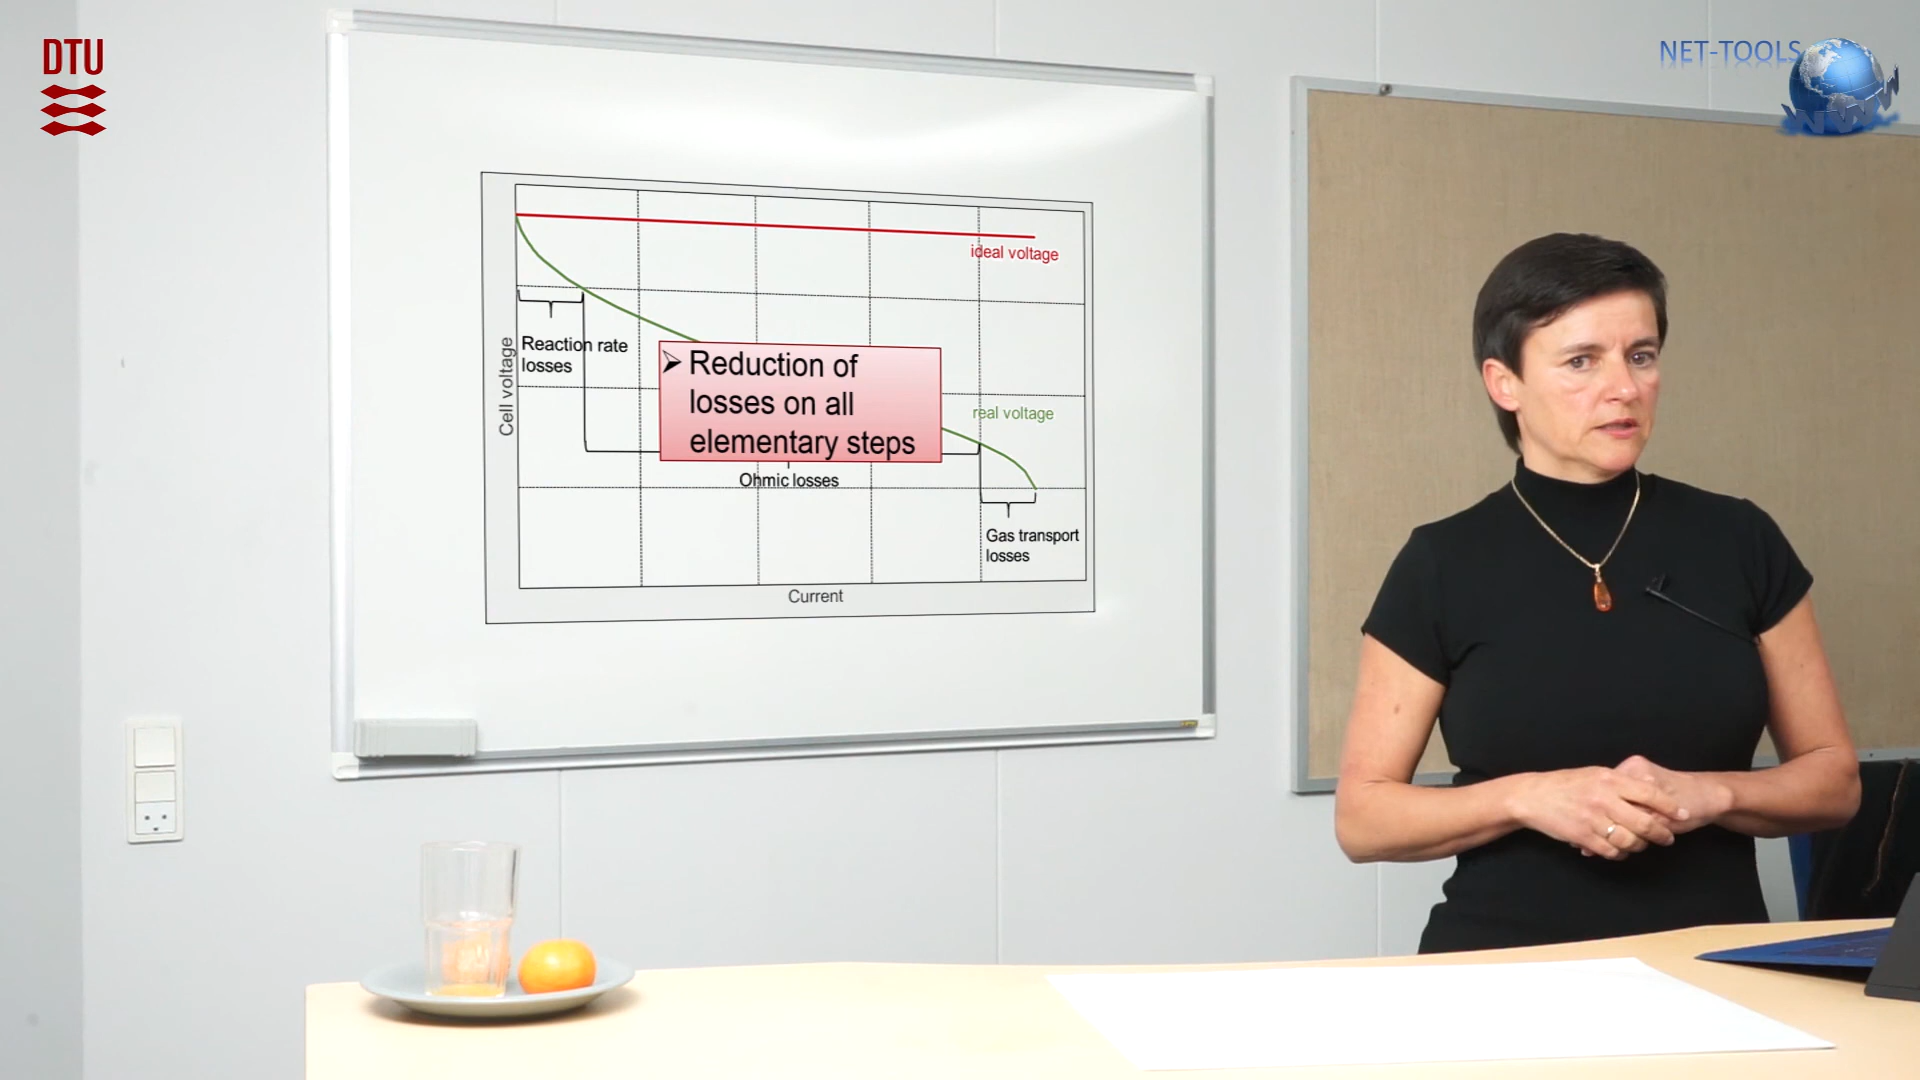 DTU
NET-TOOLS
WWW
ideal voltage
Reaction rate
losses
Cell voltage
Reduction of
losses on all
elementary steps
real voltage
Ohmic losses
Gas transport
losses
Current